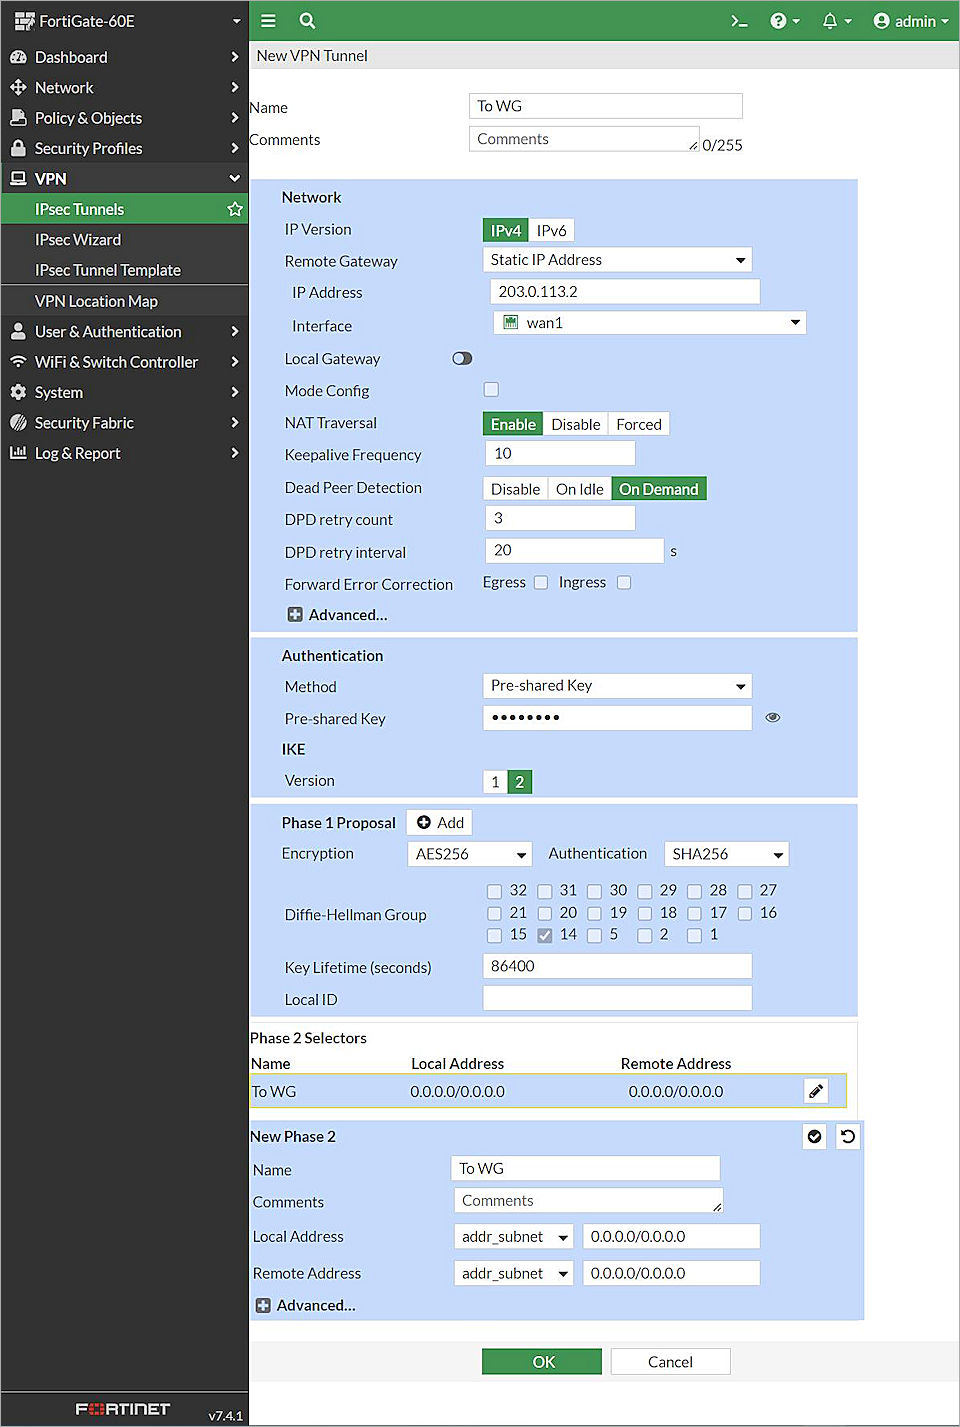 FortiGate-60E
admin
Dashboard
Network
Policy & Objects
Security Profiles
VPN
IPsec Tunnels
IPsec Wizard
IPsec Tunnel Template
VPN Location Map
User & Authentication
WiFi & Switch Controller
System
Security Fabric
Log & Report
FORTINET
v7.4.1
New VPN Tunnel
Name To WG
Comments Comments 0/255
Network
IP Version IPv4 IPv6
Remote Gateway Static IP Address
IP Address 203.0.113.2
Interface wan1
Local Gateway
Mode Config
NAT Traversal Enable Disable Forced
Keepalive Frequency 10
Dead Peer Detection Disable On Idle On Demand
DPD retry count 3
DPD retry interval 20 s
Forward Error Correction Egress Ingress
Advanced...
Authentication
Method Pre-shared Key
Pre-shared Key ••••••••
IKE
Version 1 2
Phase 1 Proposal Add
Encryption AES256 Authentication SHA256
32 31 30 29 28 27
Diffie-Hellman Group 21 20 19 18 17 16
15 14 5 2 1
Key Lifetime (seconds) 86400
Local ID
Phase 2 Selectors
Name Local Address Remote Address
To WG 0.0.0.0/0.0.0.0 0.0.0.0/0.0.0.0
New Phase 2
Name To WG
Comments Comments
Local Address addr_subnet 0.0.0.0/0.0.0.0
Remote Address addr_subnet 0.0.0.0/0.0.0.0
Advanced...
OK Cancel